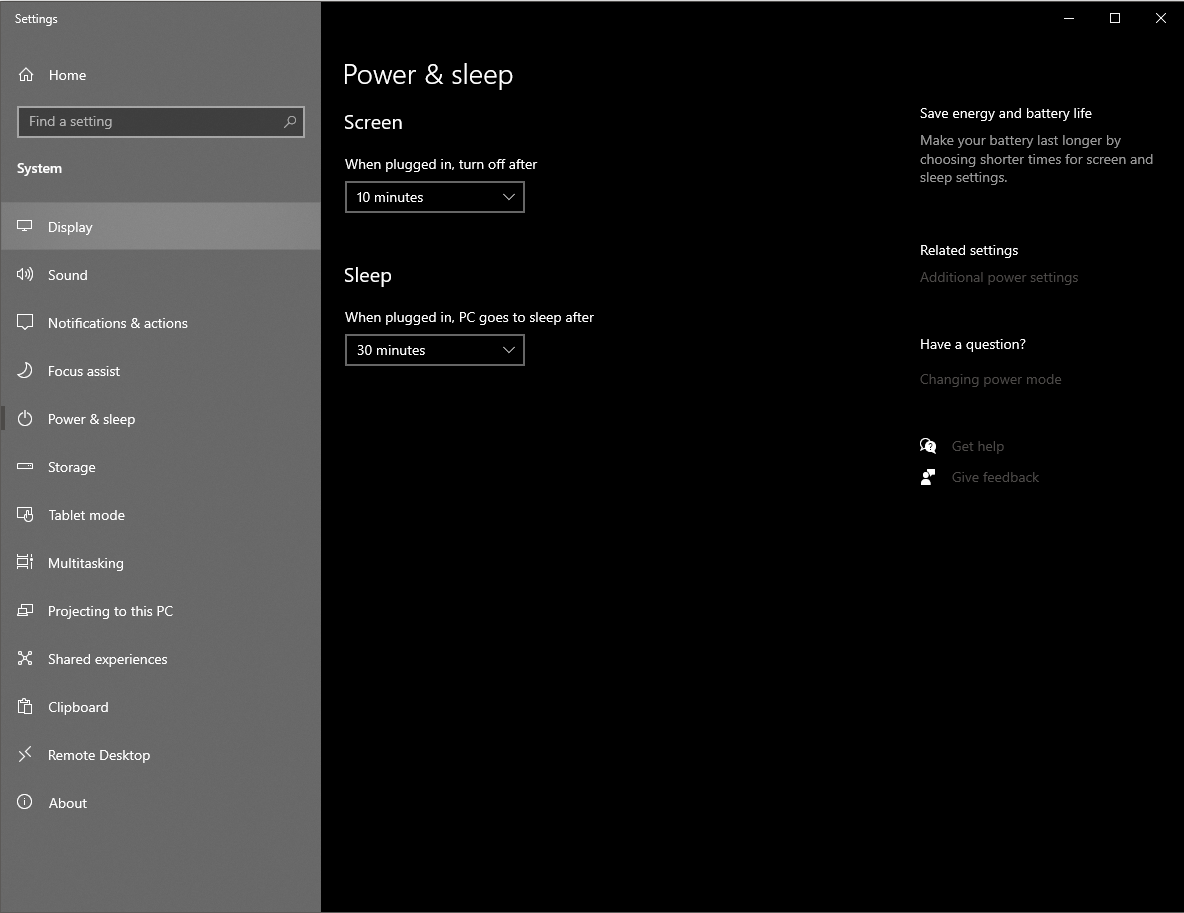 Settings
Home
Find a setting
System
Display
Sound
Notifications & actions
Focus assist
Power & sleep
Storage
Tablet mode
Multitasking
Projecting to this PC
Shared experiences
Clipboard
Remote Desktop
About
Power & sleep
Screen
When plugged in, turn off after
10 minutes
Sleep
When plugged in, PC goes to sleep after
30 minutes
Save energy and battery life
Make your battery last longer by
choosing shorter times for screen and
sleep settings.
Related settings
Additional power settings
Have a question?
Changing power mode
Get help
Give feedback